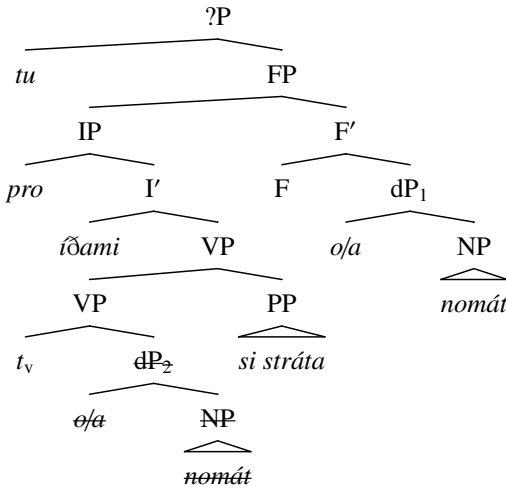 ?P
tu FP
IP F′
pro I′ F dP₁
íðami VP o/a NP
VP PP nomát
tᵥ dP₂ si stráta
o/a NP
nomát